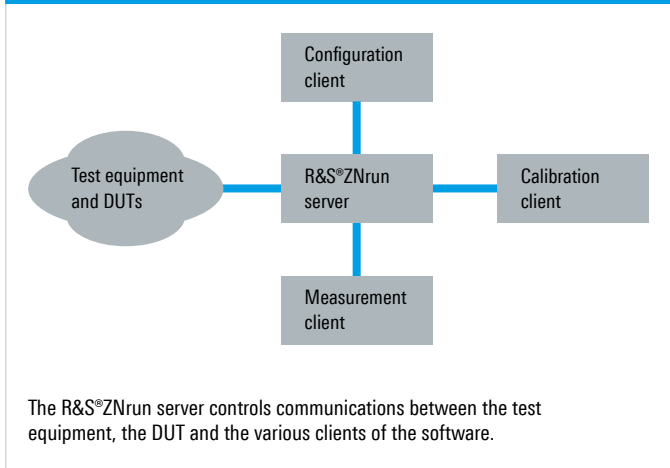 Configuration
client
Test equipment
and DUTs
R&S®ZNrun
server
Calibration
client
Measurement
client
The R&S®ZNrun server controls communications between the test
equipment, the DUT and the various clients of the software.